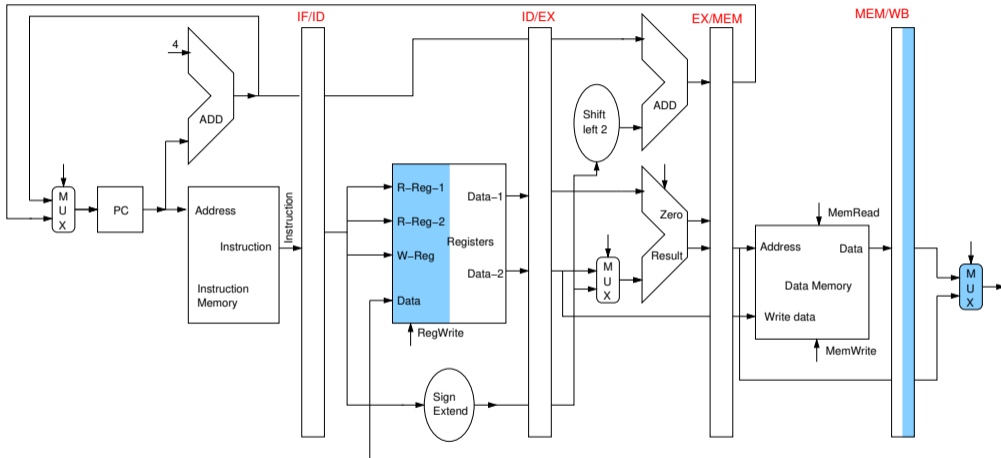 IF/ID
ID/EX
EX/MEM
MEM/WB
4
ADD
ADD
Shift
left 2
M
U
X
PC
Address
Instruction
Instruction
Memory
Instruction
R-Reg-1
R-Reg-2
W-Reg
Data
Registers
Data-1
Data-2
RegWrite
Sign
Extend
M
U
X
Zero
Result
MemRead
Address
Data
Data Memory
Write data
MemWrite
M
U
X